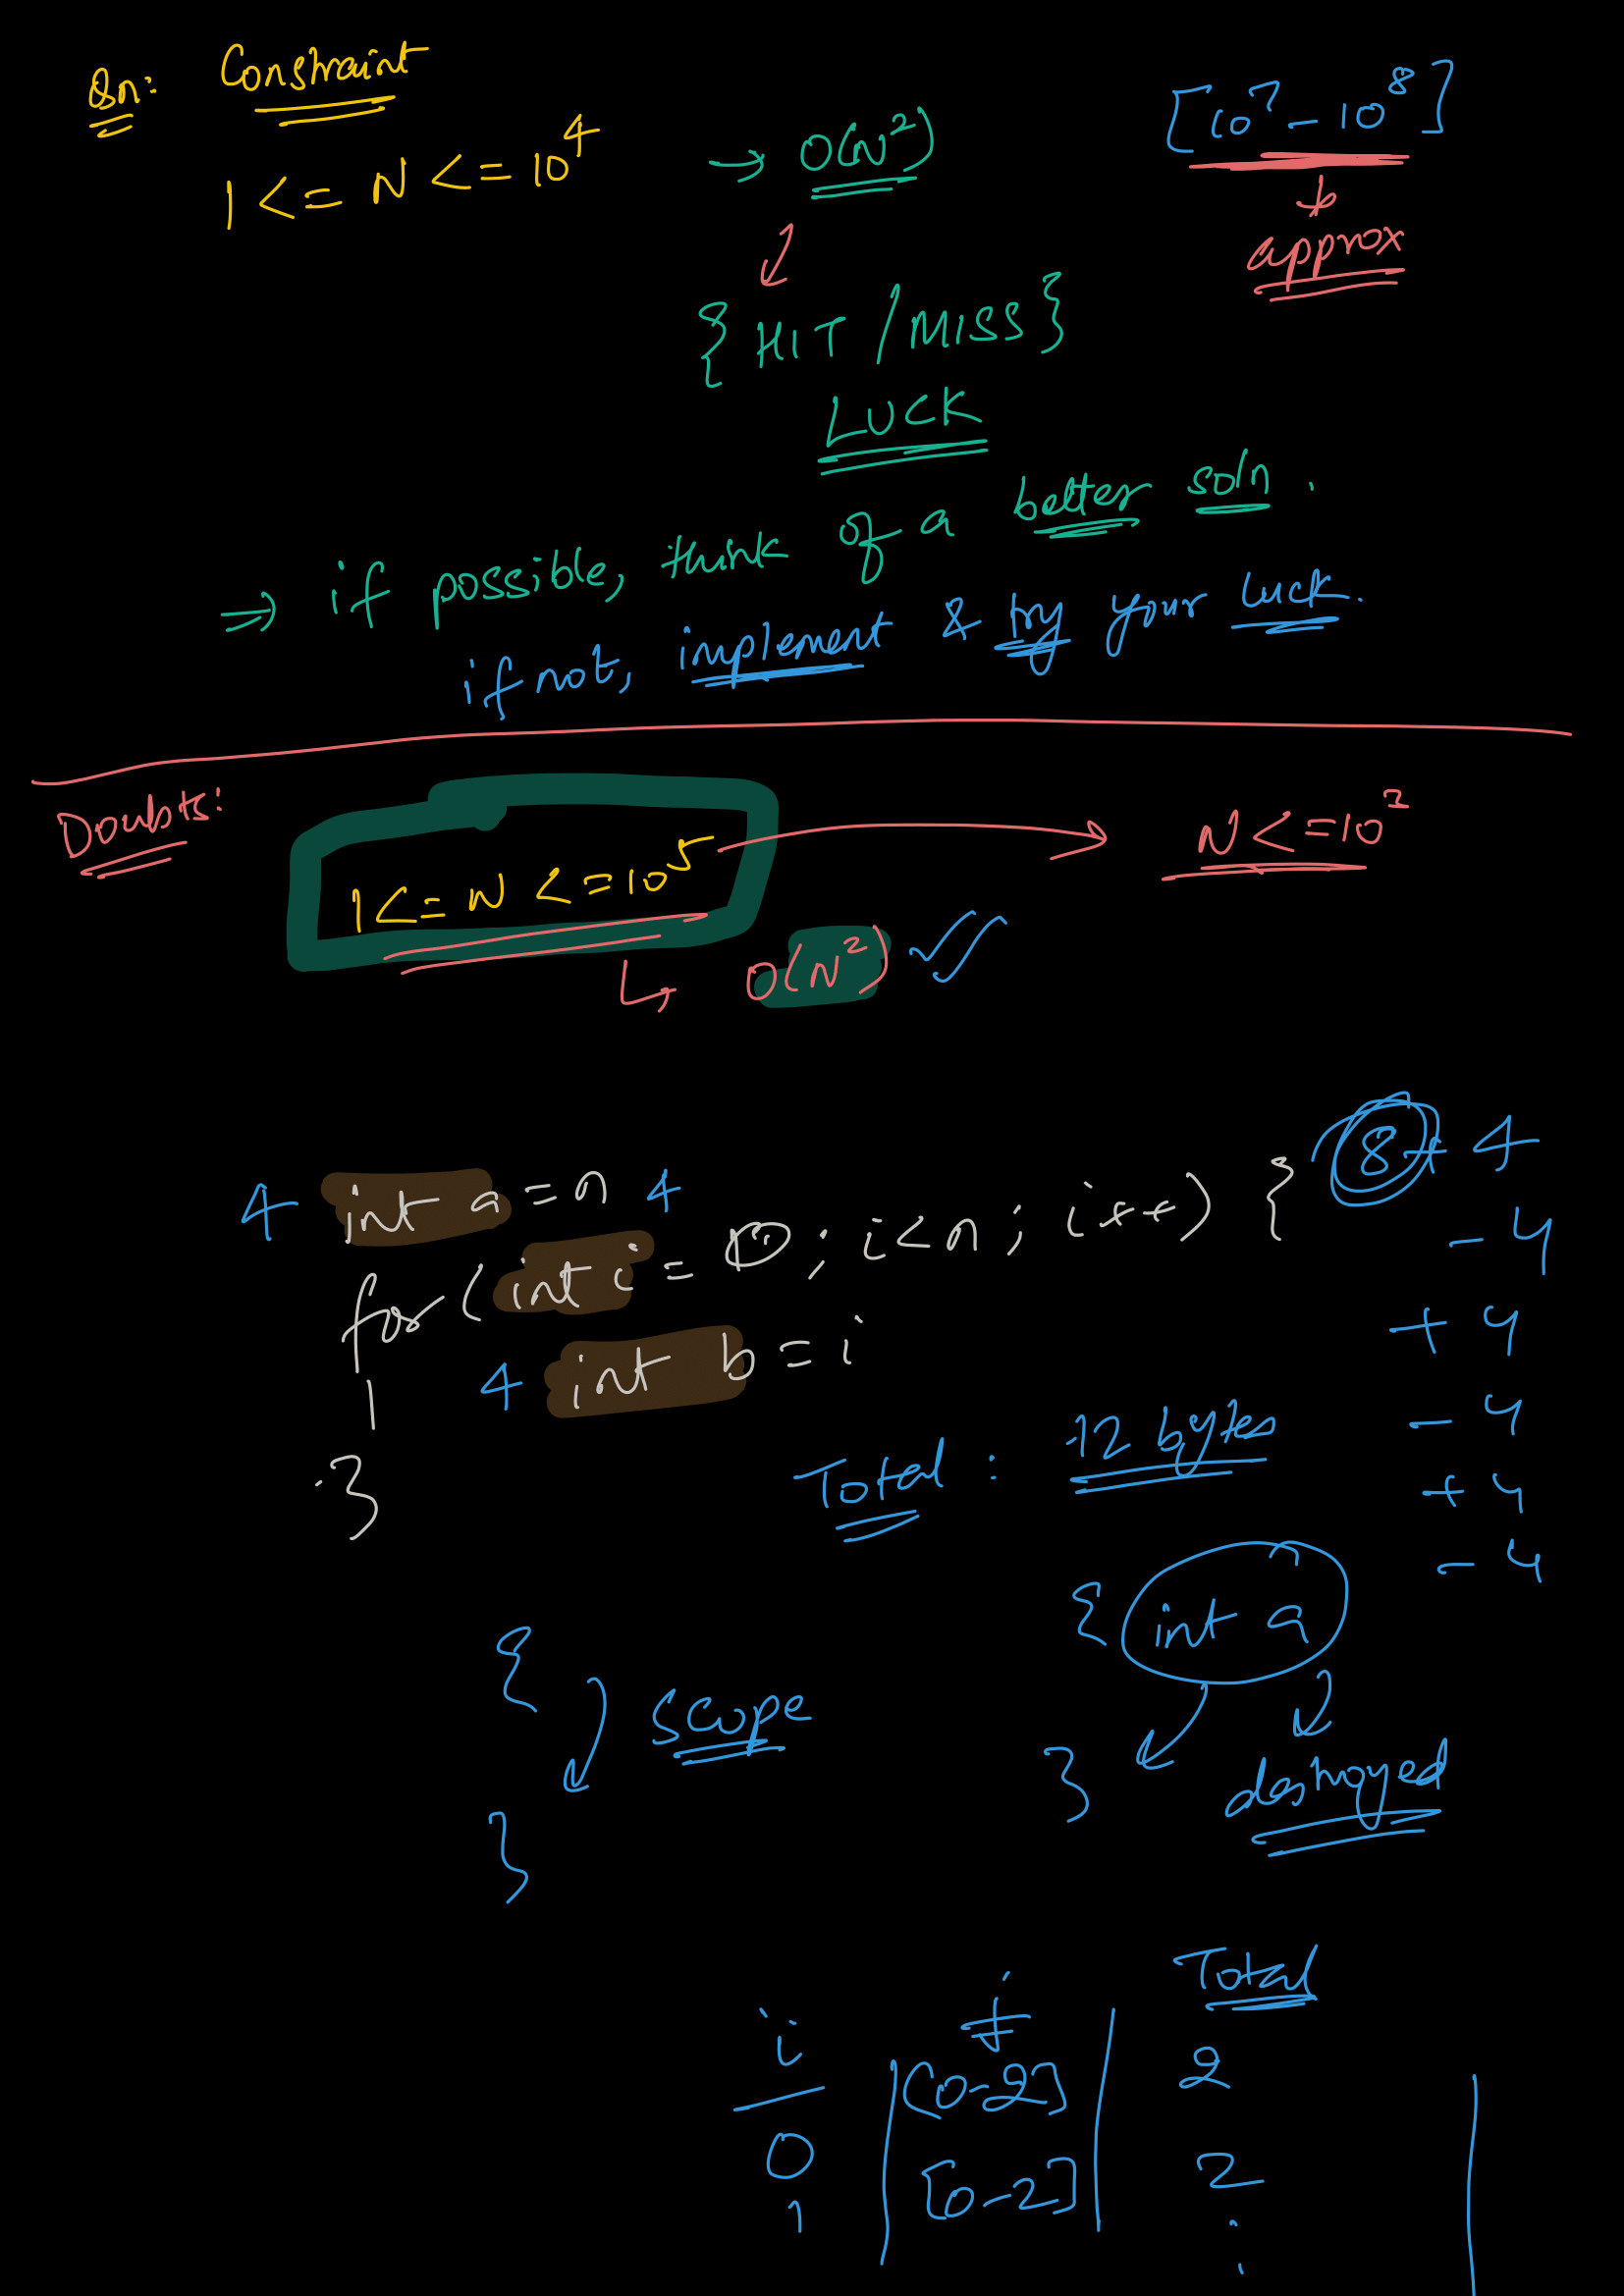 Qn: Constraint
1 <= N <= 10^4 → O(N^2) [10^7 - 10^8]
approx
{ HIT / MISS }
LUCK
⇒ if possible, think of a better soln.
if not, implement & try your luck.
Doubts:
1 <= N <= 10^5 → N <= 10^3
↳ O(N^2) ✓✓
4 int a = n 4
for (int i = 0; i < n; i++) { 8 + 4
- 4
4 int b = i + 4
}
Total: 12 bytes - 4
+ 4
- 4
{ scope }
{ int a }
destroyed
i j Total
0 [0-2] 2
1 [0-2] 2
: